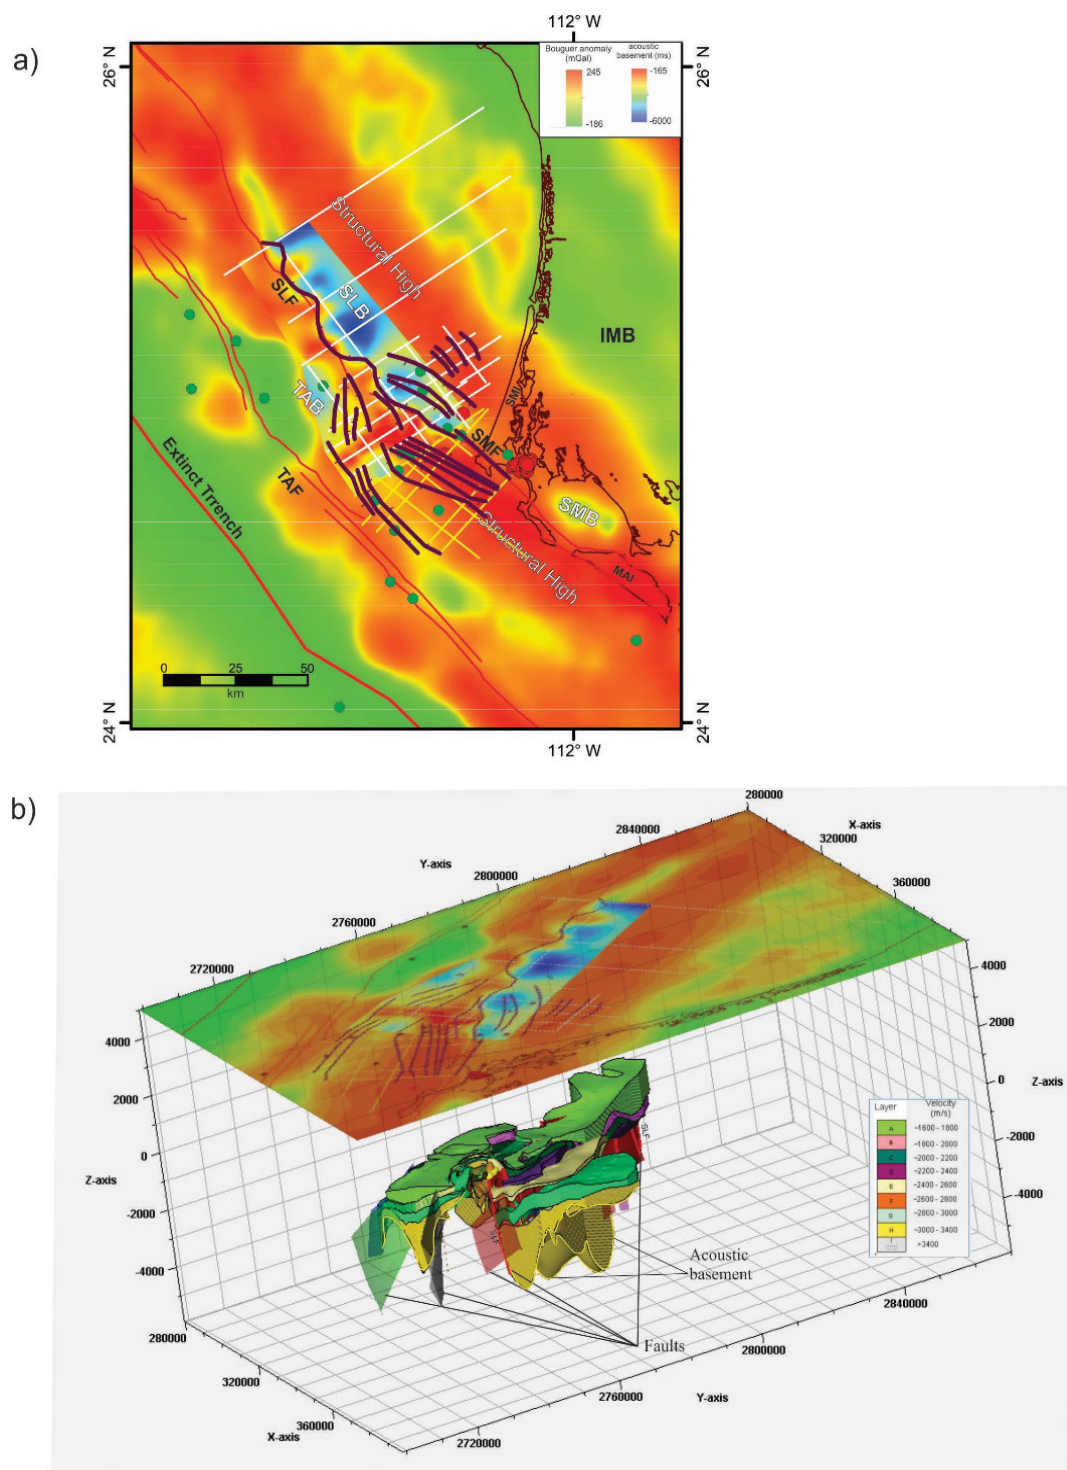 a)
112° W
26° N
26° N
Bouguer anomaly
(mGal)
245
-186
acoustic
basement (ms)
-165
-6000
Structural High
SLF
SLB
IMB
TAB
SMI
SMF
Extinct Trrench
TAF
SMB
Structural High
MAI
0 25 50
km
24° N
24° N
112° W
b)
280000
X-axis
320000
360000
2840000
Y-axis
2800000
2760000
2720000
4000
2000
0
Z-axis
-2000
-4000
4000
2000
0
Z-axis
-2000
-4000
SLF
SLF
Layer Velocity
(m/s)
A ~1600 - 1800
B ~1800 - 2000
C ~2000 - 2200
D ~2200 - 2400
E ~2400 - 2600
F ~2600 - 2800
G ~2800 - 3000
H ~3000 - 3400
I >3400
Acoustic
basement
Faults
280000
320000
X-axis
360000
2720000
2760000
Y-axis
2800000
2840000